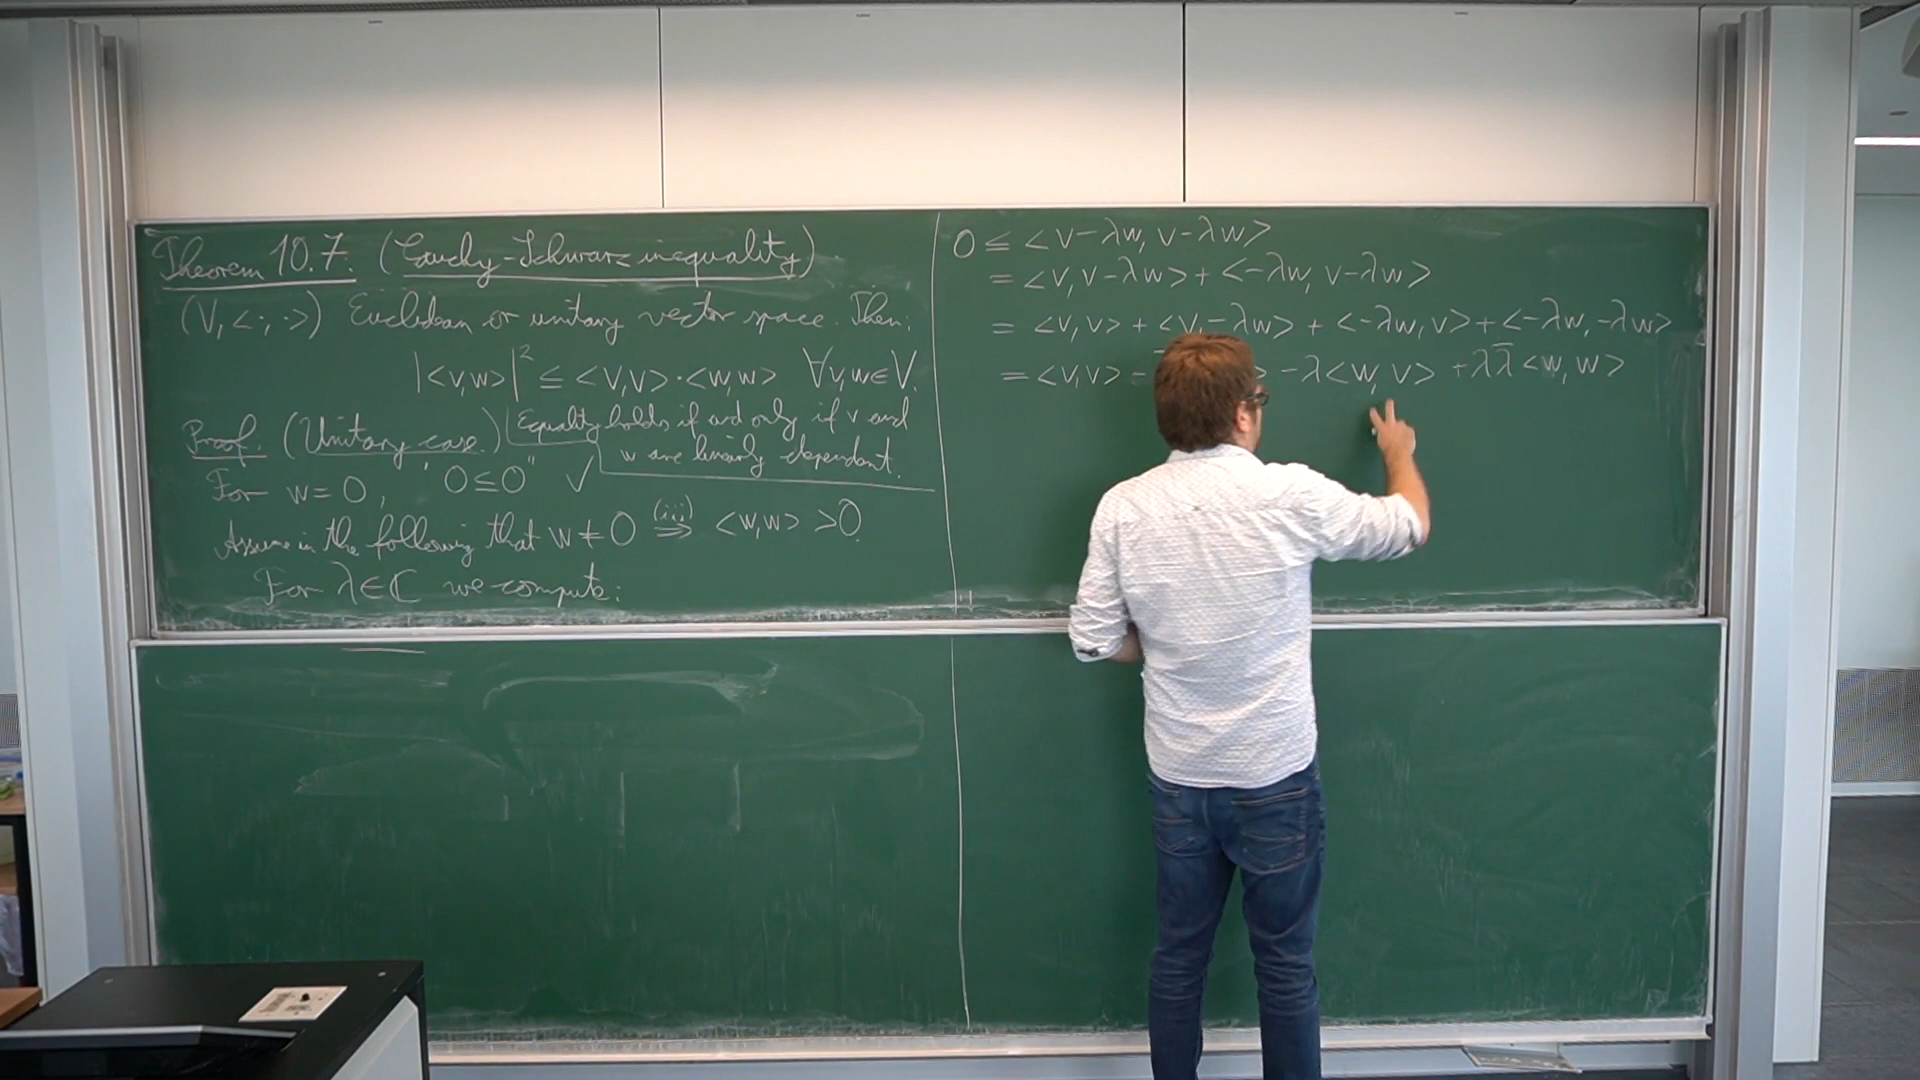 Theorem 10.7. (Cauchy-Schwarz inequality)
(V, <·,·>) Euclidean or unitary vector space. Then:
|<v,w>|² ≤ <v,v>·<w,w> ∀v,w∈V.
Equality holds if and only if v and
w are linearly dependent.
Proof. (Unitary case.)
For w = 0, "0≤0" ✓
Assume in the following that w ≠ 0 (iii)⇒ <w,w> >0.
For λ∈ℂ we compute:
0 ≤ <v-λw, v-λw>
= <v, v-λw> + <-λw, v-λw>
= <v,v> + <v,-λw> + <-λw,v> + <-λw,-λw>
= <v,v> - > -λ<w,v> + λλ̄<w,w>